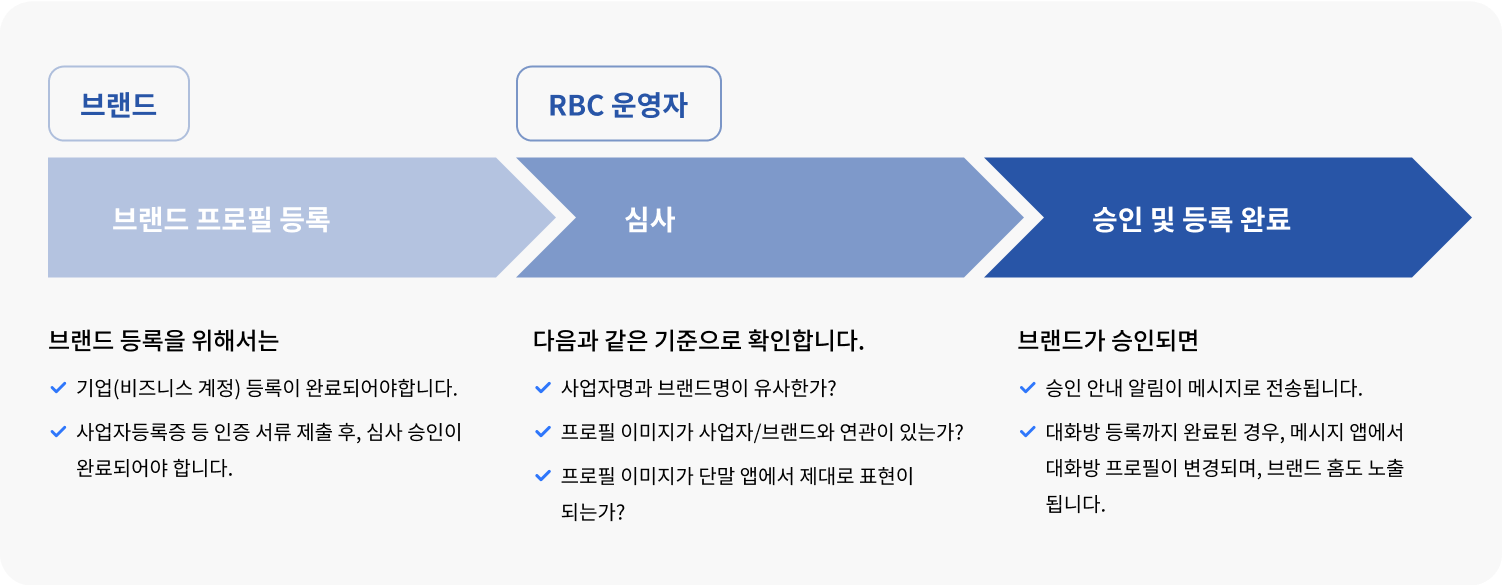 브랜드
RBC 운영자
브랜드 프로필 등록
심사
승인 및 등록 완료
브랜드 등록을 위해서는
기업(비즈니스 계정) 등록이 완료되어야합니다.
사업자등록증 등 인증 서류 제출 후, 심사 승인이
완료되어야 합니다.
다음과 같은 기준으로 확인합니다.
사업자명과 브랜드명이 유사한가?
프로필 이미지가 사업자/브랜드와 연관이 있는가?
프로필 이미지가 단말 앱에서 제대로 표현이
되는가?
브랜드가 승인되면
승인 안내 알림이 메시지로 전송됩니다.
대화방 등록까지 완료된 경우, 메시지 앱에서
대화방 프로필이 변경되며, 브랜드 홈도 노출
됩니다.